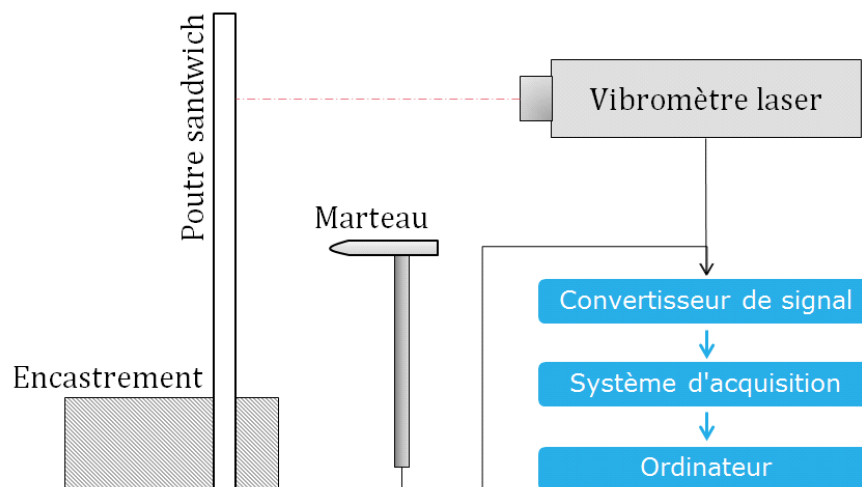 Poutre sandwich
Vibromètre laser
Marteau
Convertisseur de signal
Encastrement
Système d'acquisition
Ordinateur